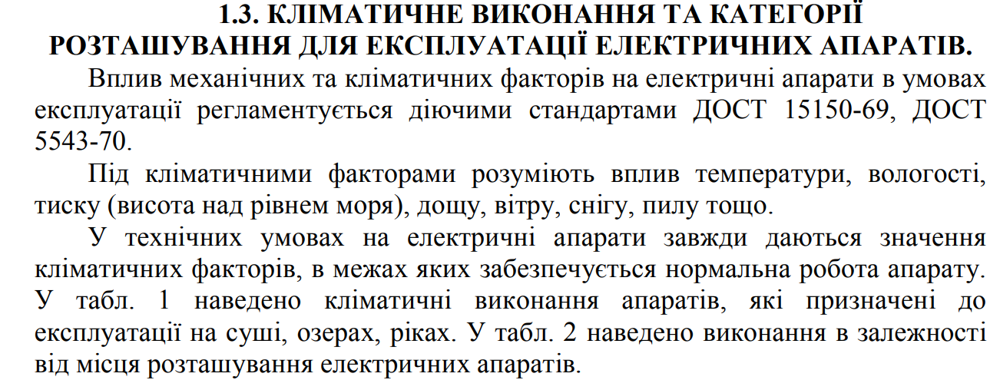 1.3. КЛІМАТИЧНЕ ВИКОНАННЯ ТА КАТЕГОРІЇ
РОЗТАШУВАННЯ ДЛЯ ЕКСПЛУАТАЦІЇ ЕЛЕКТРИЧНИХ АПАРАТІВ.
Вплив механічних та кліматичних факторів на електричні апарати в умовах
експлуатації регламентується діючими стандартами ДОСТ 15150-69, ДОСТ
5543-70.
Під кліматичними факторами розуміють вплив температури, вологості,
тиску (висота над рівнем моря), дощу, вітру, снігу, пилу тощо.
У технічних умовах на електричні апарати завжди даються значення
кліматичних факторів, в межах яких забезпечується нормальна робота апарату.
У табл. 1 наведено кліматичні виконання апаратів, які призначені до
експлуатації на суші, озерах, ріках. У табл. 2 наведено виконання в залежності
від місця розташування електричних апаратів.